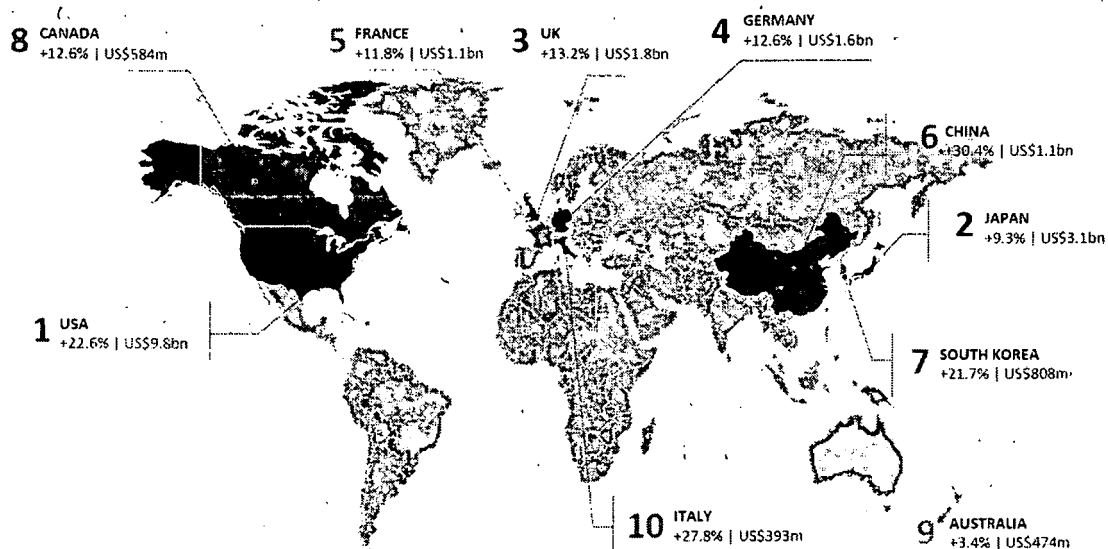 8 CANADA
+12.6% | US$584m
5 FRANCE
+11.8% | US$1.1bn
3 UK
+13.2% | US$1.8bn
4 GERMANY
+12.6% | US$1.6bn
6 CHINA
+30.4% | US$1.1bn
2 JAPAN
+9.3% | US$3.1bn
1 USA
+22.6% | US$9.8bn
7 SOUTH KOREA
+21.7% | US$808m
10 ITALY
+27.8% | US$393m
9 AUSTRALIA
+3.4% | US$474m